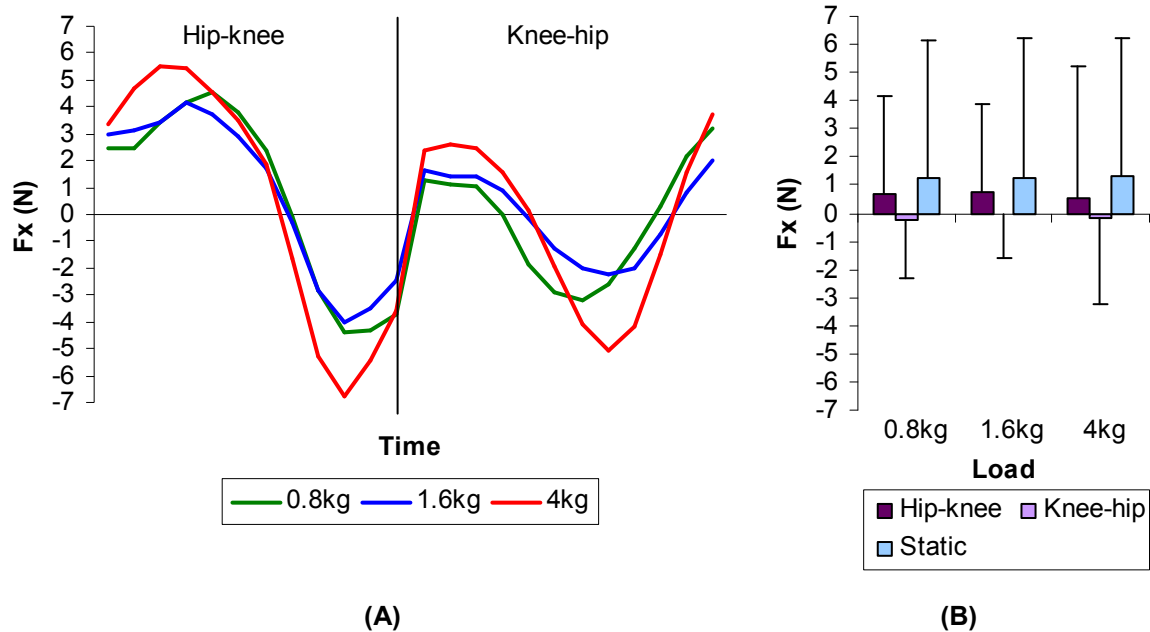 Hip-knee
Knee-hip
Fx (N)
7
6
5
4
3
2
1
0
-1
-2
-3
-4
-5
-6
-7
Time
0.8kg 1.6kg 4kg
(A)
Fx (N)
7
6
5
4
3
2
1
0
-1
-2
-3
-4
-5
-6
-7
0.8kg 1.6kg 4kg
Load
Hip-knee Knee-hip
Static
(B)